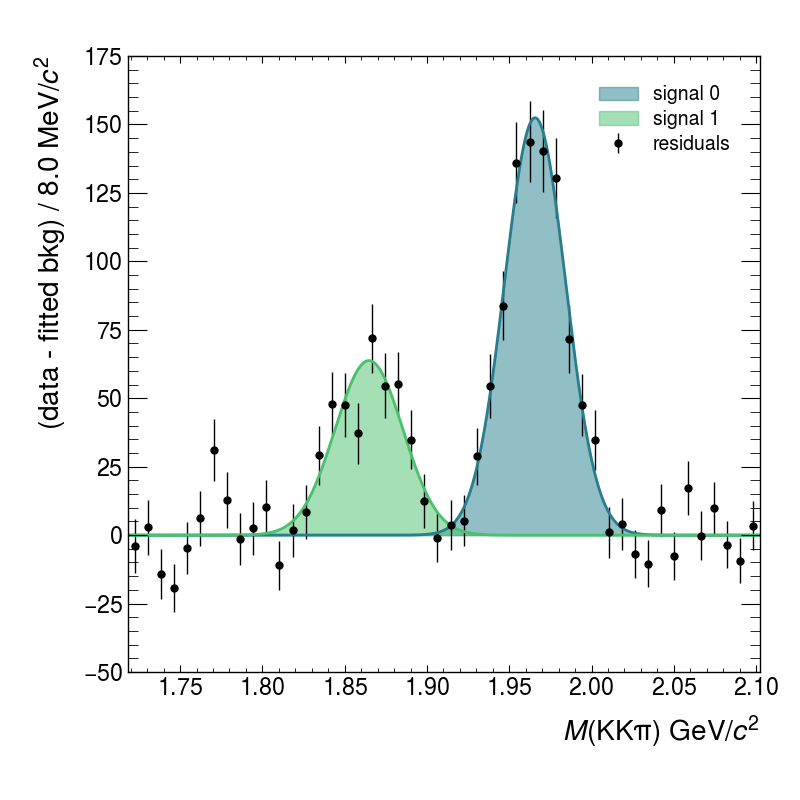 (data - fitted bkg) / 8.0 MeV/c²
175
150
125
100
75
50
25
0
−25
−50
signal 0
signal 1
residuals
1.75 1.80 1.85 1.90 1.95 2.00 2.05 2.10
M(KKπ) GeV/c²